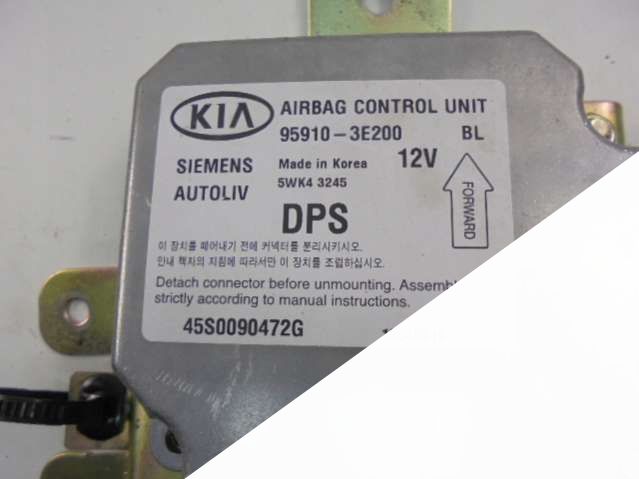 KIA AIRBAG CONTROL UNIT
95910-3E200 BL
SIEMENS Made in Korea 12V
AUTOLIV 5WK4 3245
DPS FORWARD
이 장치를 떼어내기 전에 커넥터를 분리시키시오.
안내 책자의 지침에 따라서만 이 장치를 조립하십시오.
Detach connector before unmounting.
strictly according to manual instructions.
45S0090472G